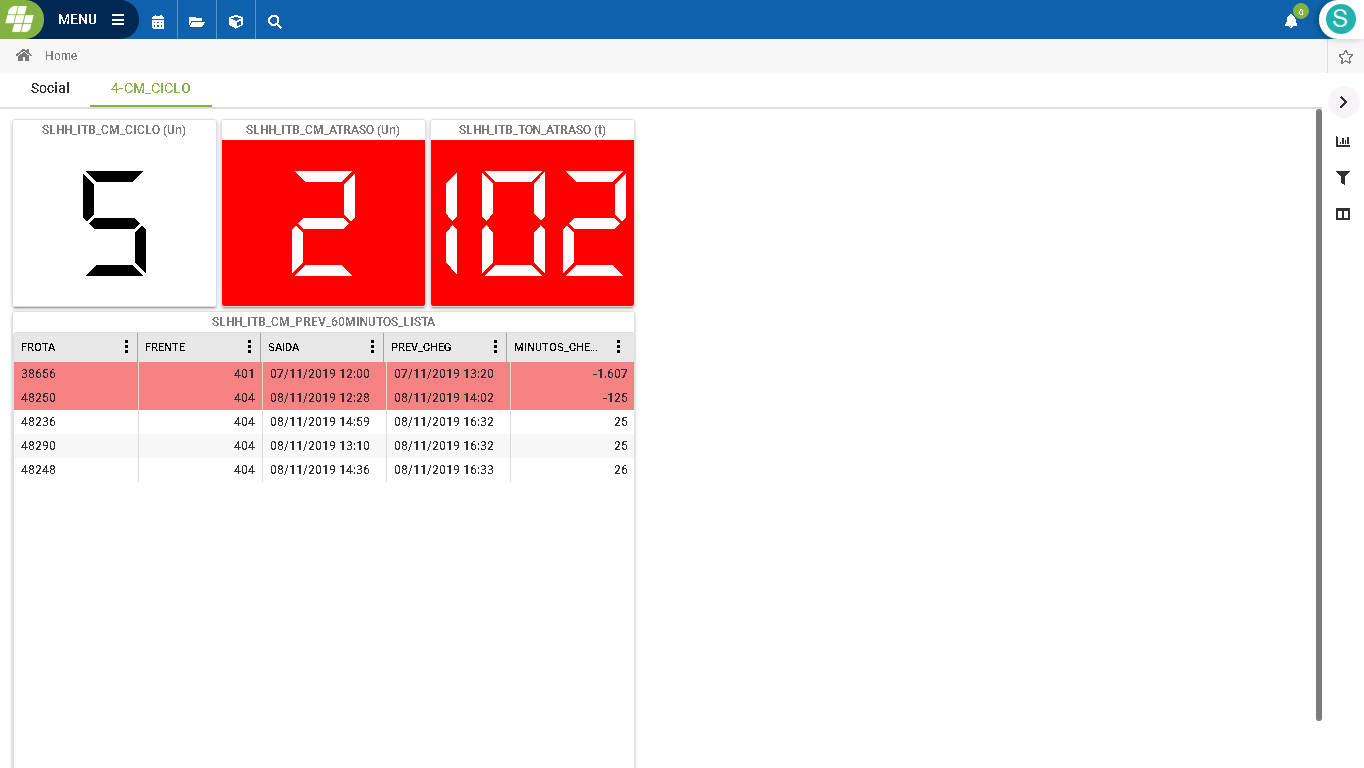 MENU
0
S
Home
Social 4-CM_CICLO
SLHH_ITB_CM_CICLO (Un) SLHH_ITB_CM_ATRASO (Un) SLHH_ITB_TON_ATRASO (t)
5 2 102
SLHH_ITB_CM_PREV_60MINUTOS_LISTA
FROTA FRENTE SAIDA PREV_CHEG MINUTOS_CHE...
38656 401 07/11/2019 12:00 07/11/2019 13:20 -1.607
48250 404 08/11/2019 12:28 08/11/2019 14:02 -125
48236 404 08/11/2019 14:59 08/11/2019 16:32 25
48290 404 08/11/2019 13:10 08/11/2019 16:32 25
48248 404 08/11/2019 14:36 08/11/2019 16:33 26